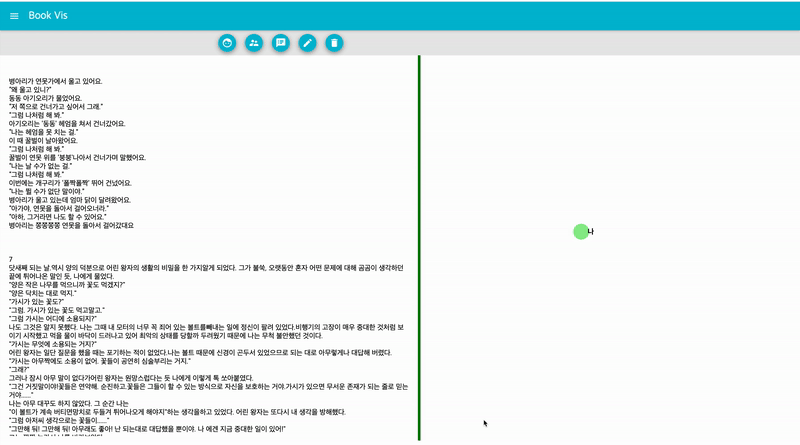 Book Vis
병아리가 연못가에서 울고 있어요.
"왜 울고 있니?"
동동 아기오리가 물었어요.
"저 쪽으로 건너가고 싶어서 그래."
"그럼 나처럼 해 봐."
아기오리는 '동동' 헤엄을 쳐서 건너갔어요.
"나는 헤엄을 못 치는 걸."
이 때 꿀벌이 날아왔어요.
"그럼 나처럼 해 봐."
꿀벌이 연못 위를 '붕붕'나아서 건너가며 말했어요.
"나는 날 수가 없는 걸."
"그럼 나처럼 해 봐."
이번에는 개구리가 '폴짝폴짝' 뛰어 건넜어요.
"나는 뛸 수가 없단 말이야."
병아리가 울고 있는데 엄마 닭이 달려왔어요.
"아가야, 연못을 돌아서 걸어오너라."
"아하, 그거라면 나도 할 수 있어요."
병아리는 쫑쫑쫑쫑 연못을 돌아서 걸어갔대요
7
닷새째 되는 날.역시 양의 덕분으로 어린 왕자의 생활의 비밀을 한 가지알게 되었다. 그가 불쑥, 오랫동안 혼자 어떤 문제에 대해 곰곰이 생각하던
끝에 튀어나온 말인 듯, 나에게 물었다.
"양은 작은 나무를 먹으니까 꽃도 먹겠지?"
"양은 닥치는 대로 먹지."
"가시가 있는 꽃도?"
"그럼. 가시가 있는 꽃도 먹고말고."
"그럼 가시는 어디에 소용되지?"
나도 그것은 알지 못했다. 나는 그때 내 모터의 너무 꼭 죄어 있는 볼트를빼내는 일에 정신이 팔려 있었다.비행기의 고장이 매우 중대한 것처럼 보
이기 시작했고 먹을 물이 바닥이 드러나고 있어 최악의 상태를 당할까 두려웠기 때문에 나는 무척 불안했던 것이다.
"가시는 무엇에 소용되는 거지?"
어린 왕자는 일단 질문을 했을 때는 포기하는 적이 없었다.나는 볼트 때문에 신경이 곤두서 있었으므로 되는 대로 아무렇게나 대답해 버렸다.
"가시는 아무짝에도 소용이 없어. 꽃들이 공연히 심술부리는 거지."
"그래?"
그러나 잠시 아무 말이 없다가어린 왕자는 원망스럽다는 듯 나에게 이렇게 톡 쏘아붙였다.
"그건 거짓말이야!꽃들은 연약해. 순진하고.꽃들은 그들이 할 수 있는 방식으로 자신을 보호하는 거야.가시가 있으면 무서운 존재가 되는 줄로 믿는
거야......"
나는 아무 대꾸도 하지 않았다. 그 순간 나는
"이 볼트가 계속 버티면망치로 두들겨 튀어나오게 해야지"하는 생각을하고 있었다. 어린 왕자는 또다시 내 생각을 방해했다.
"그럼 아저씨 생각으로는 꽃들이......"
"그만해 둬! 그만해 둬! 아무래도 좋아! 난 되는대로 대답했을 뿐이야. 나 에겐 지금 중대한 일이 있어!"
나